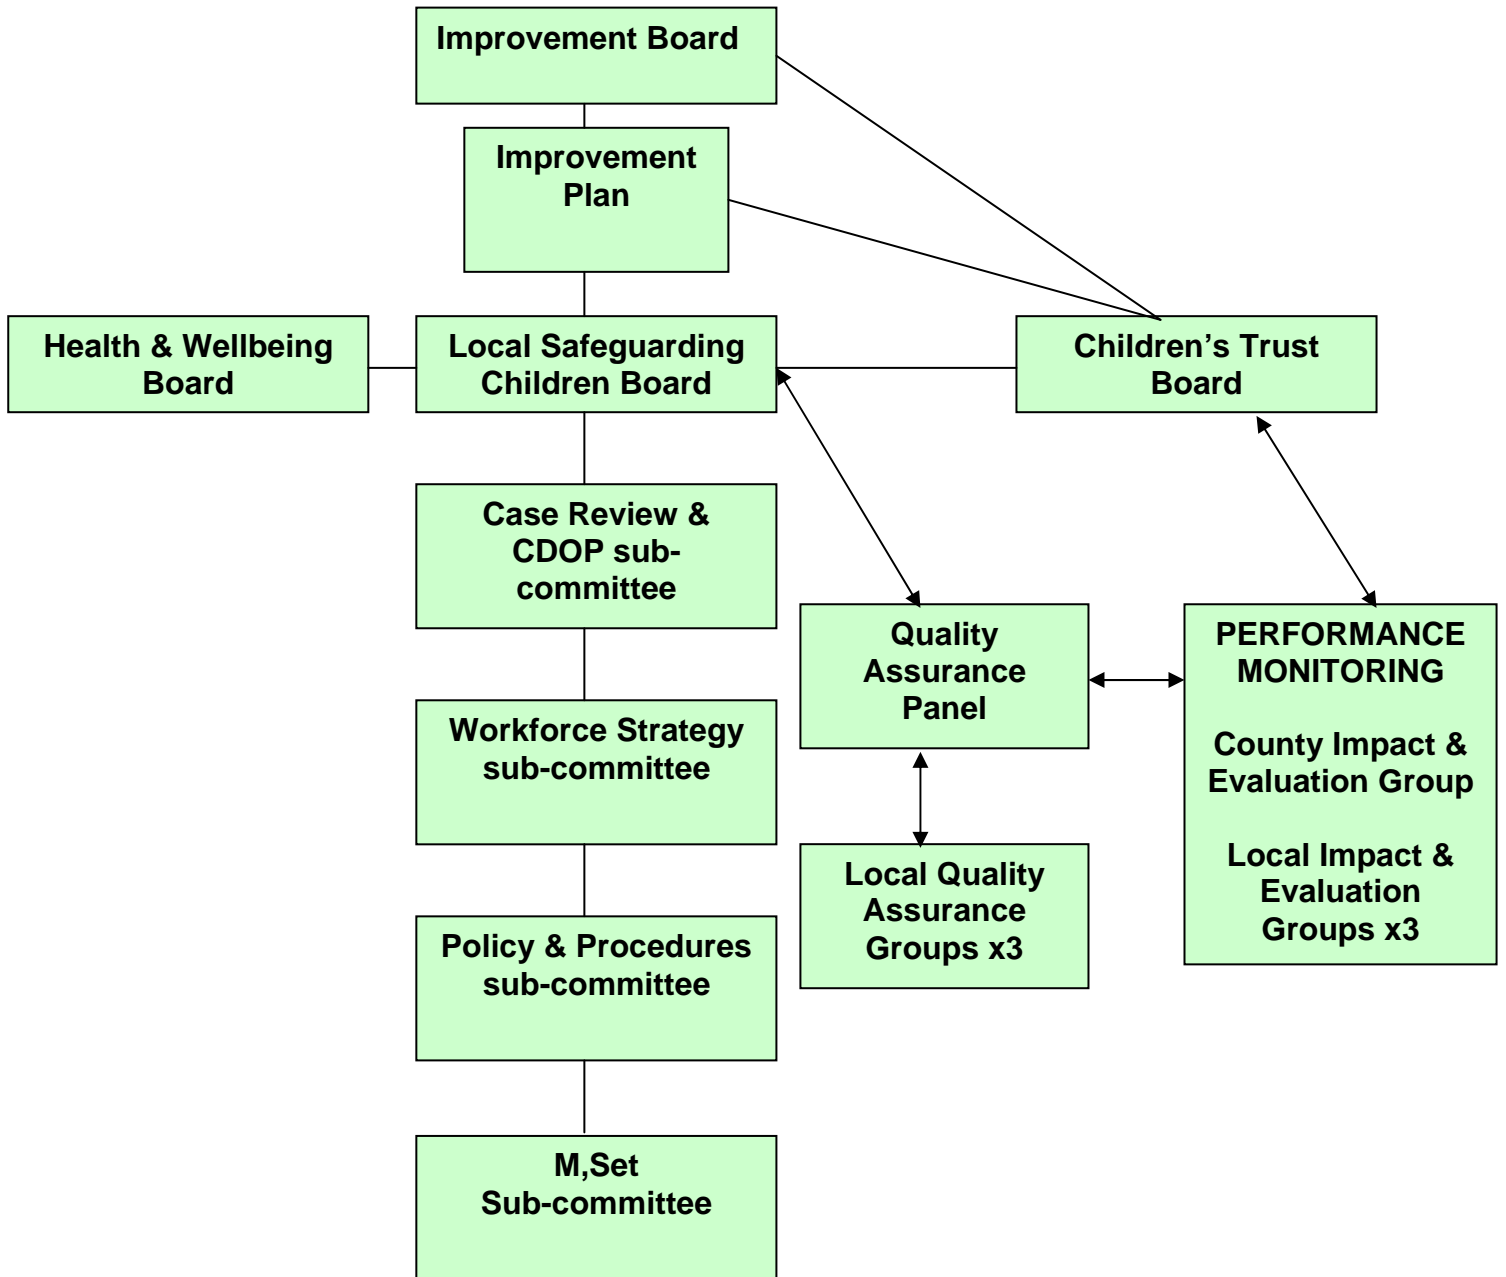 Improvement Board
Improvement
Plan
Health & Wellbeing
Board
Local Safeguarding
Children Board
Children’s Trust
Board
Case Review &
CDOP sub-
committee
Quality
Assurance
Panel
PERFORMANCE
MONITORING
County Impact &
Evaluation Group
Local Impact &
Evaluation
Groups x3
Workforce Strategy
sub-committee
Local Quality
Assurance
Groups x3
Policy & Procedures
sub-committee
M,Set
Sub-committee